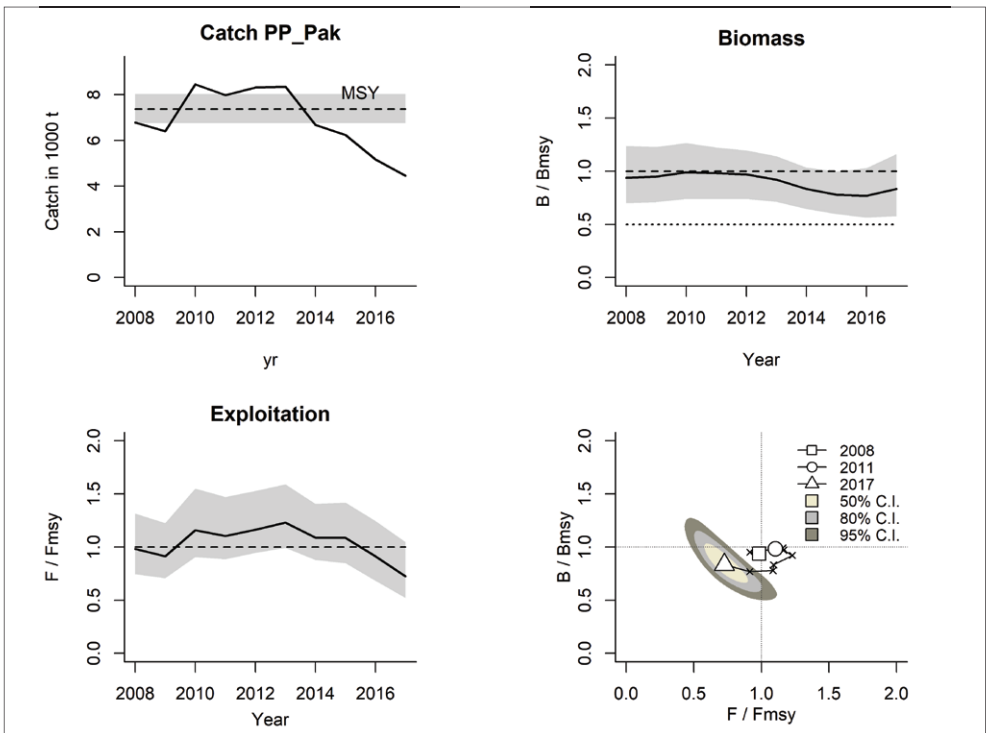 Catch PP_Pak
Catch in 1000 t
8
6
4
2
0
MSY
2008 2010 2012 2014 2016
yr
Biomass
B / Bmsy
2.0
1.5
1.0
0.5
0.0
2008 2010 2012 2014 2016
Year
Exploitation
F / Fmsy
2.0
1.5
1.0
0.5
0.0
2008 2010 2012 2014 2016
Year
B / Bmsy
2.0
1.5
1.0
0.5
0.0
2008
2011
2017
50% C.I.
80% C.I.
95% C.I.
0.0 0.5 1.0 1.5 2.0
F / Fmsy